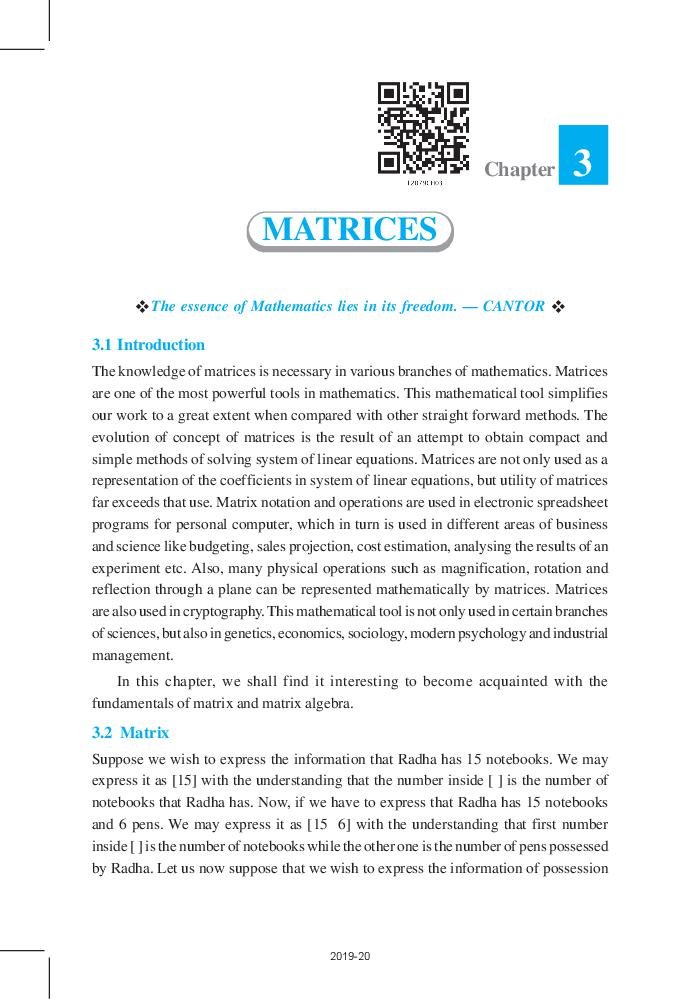 12079CH03
Chapter 3
MATRICES
❖ The essence of Mathematics lies in its freedom. — CANTOR ❖
3.1 Introduction
The knowledge of matrices is necessary in various branches of mathematics. Matrices
are one of the most powerful tools in mathematics. This mathematical tool simplifies
our work to a great extent when compared with other straight forward methods. The
evolution of concept of matrices is the result of an attempt to obtain compact and
simple methods of solving system of linear equations. Matrices are not only used as a
representation of the coefficients in system of linear equations, but utility of matrices
far exceeds that use. Matrix notation and operations are used in electronic spreadsheet
programs for personal computer, which in turn is used in different areas of business
and science like budgeting, sales projection, cost estimation, analysing the results of an
experiment etc. Also, many physical operations such as magnification, rotation and
reflection through a plane can be represented mathematically by matrices. Matrices
are also used in cryptography. This mathematical tool is not only used in certain branches
of sciences, but also in genetics, economics, sociology, modern psychology and industrial
management.
In this chapter, we shall find it interesting to become acquainted with the
fundamentals of matrix and matrix algebra.
3.2 Matrix
Suppose we wish to express the information that Radha has 15 notebooks. We may
express it as [15] with the understanding that the number inside [ ] is the number of
notebooks that Radha has. Now, if we have to express that Radha has 15 notebooks
and 6 pens. We may express it as [15 6] with the understanding that first number
inside [ ] is the number of notebooks while the other one is the number of pens possessed
by Radha. Let us now suppose that we wish to express the information of possession
2019-20